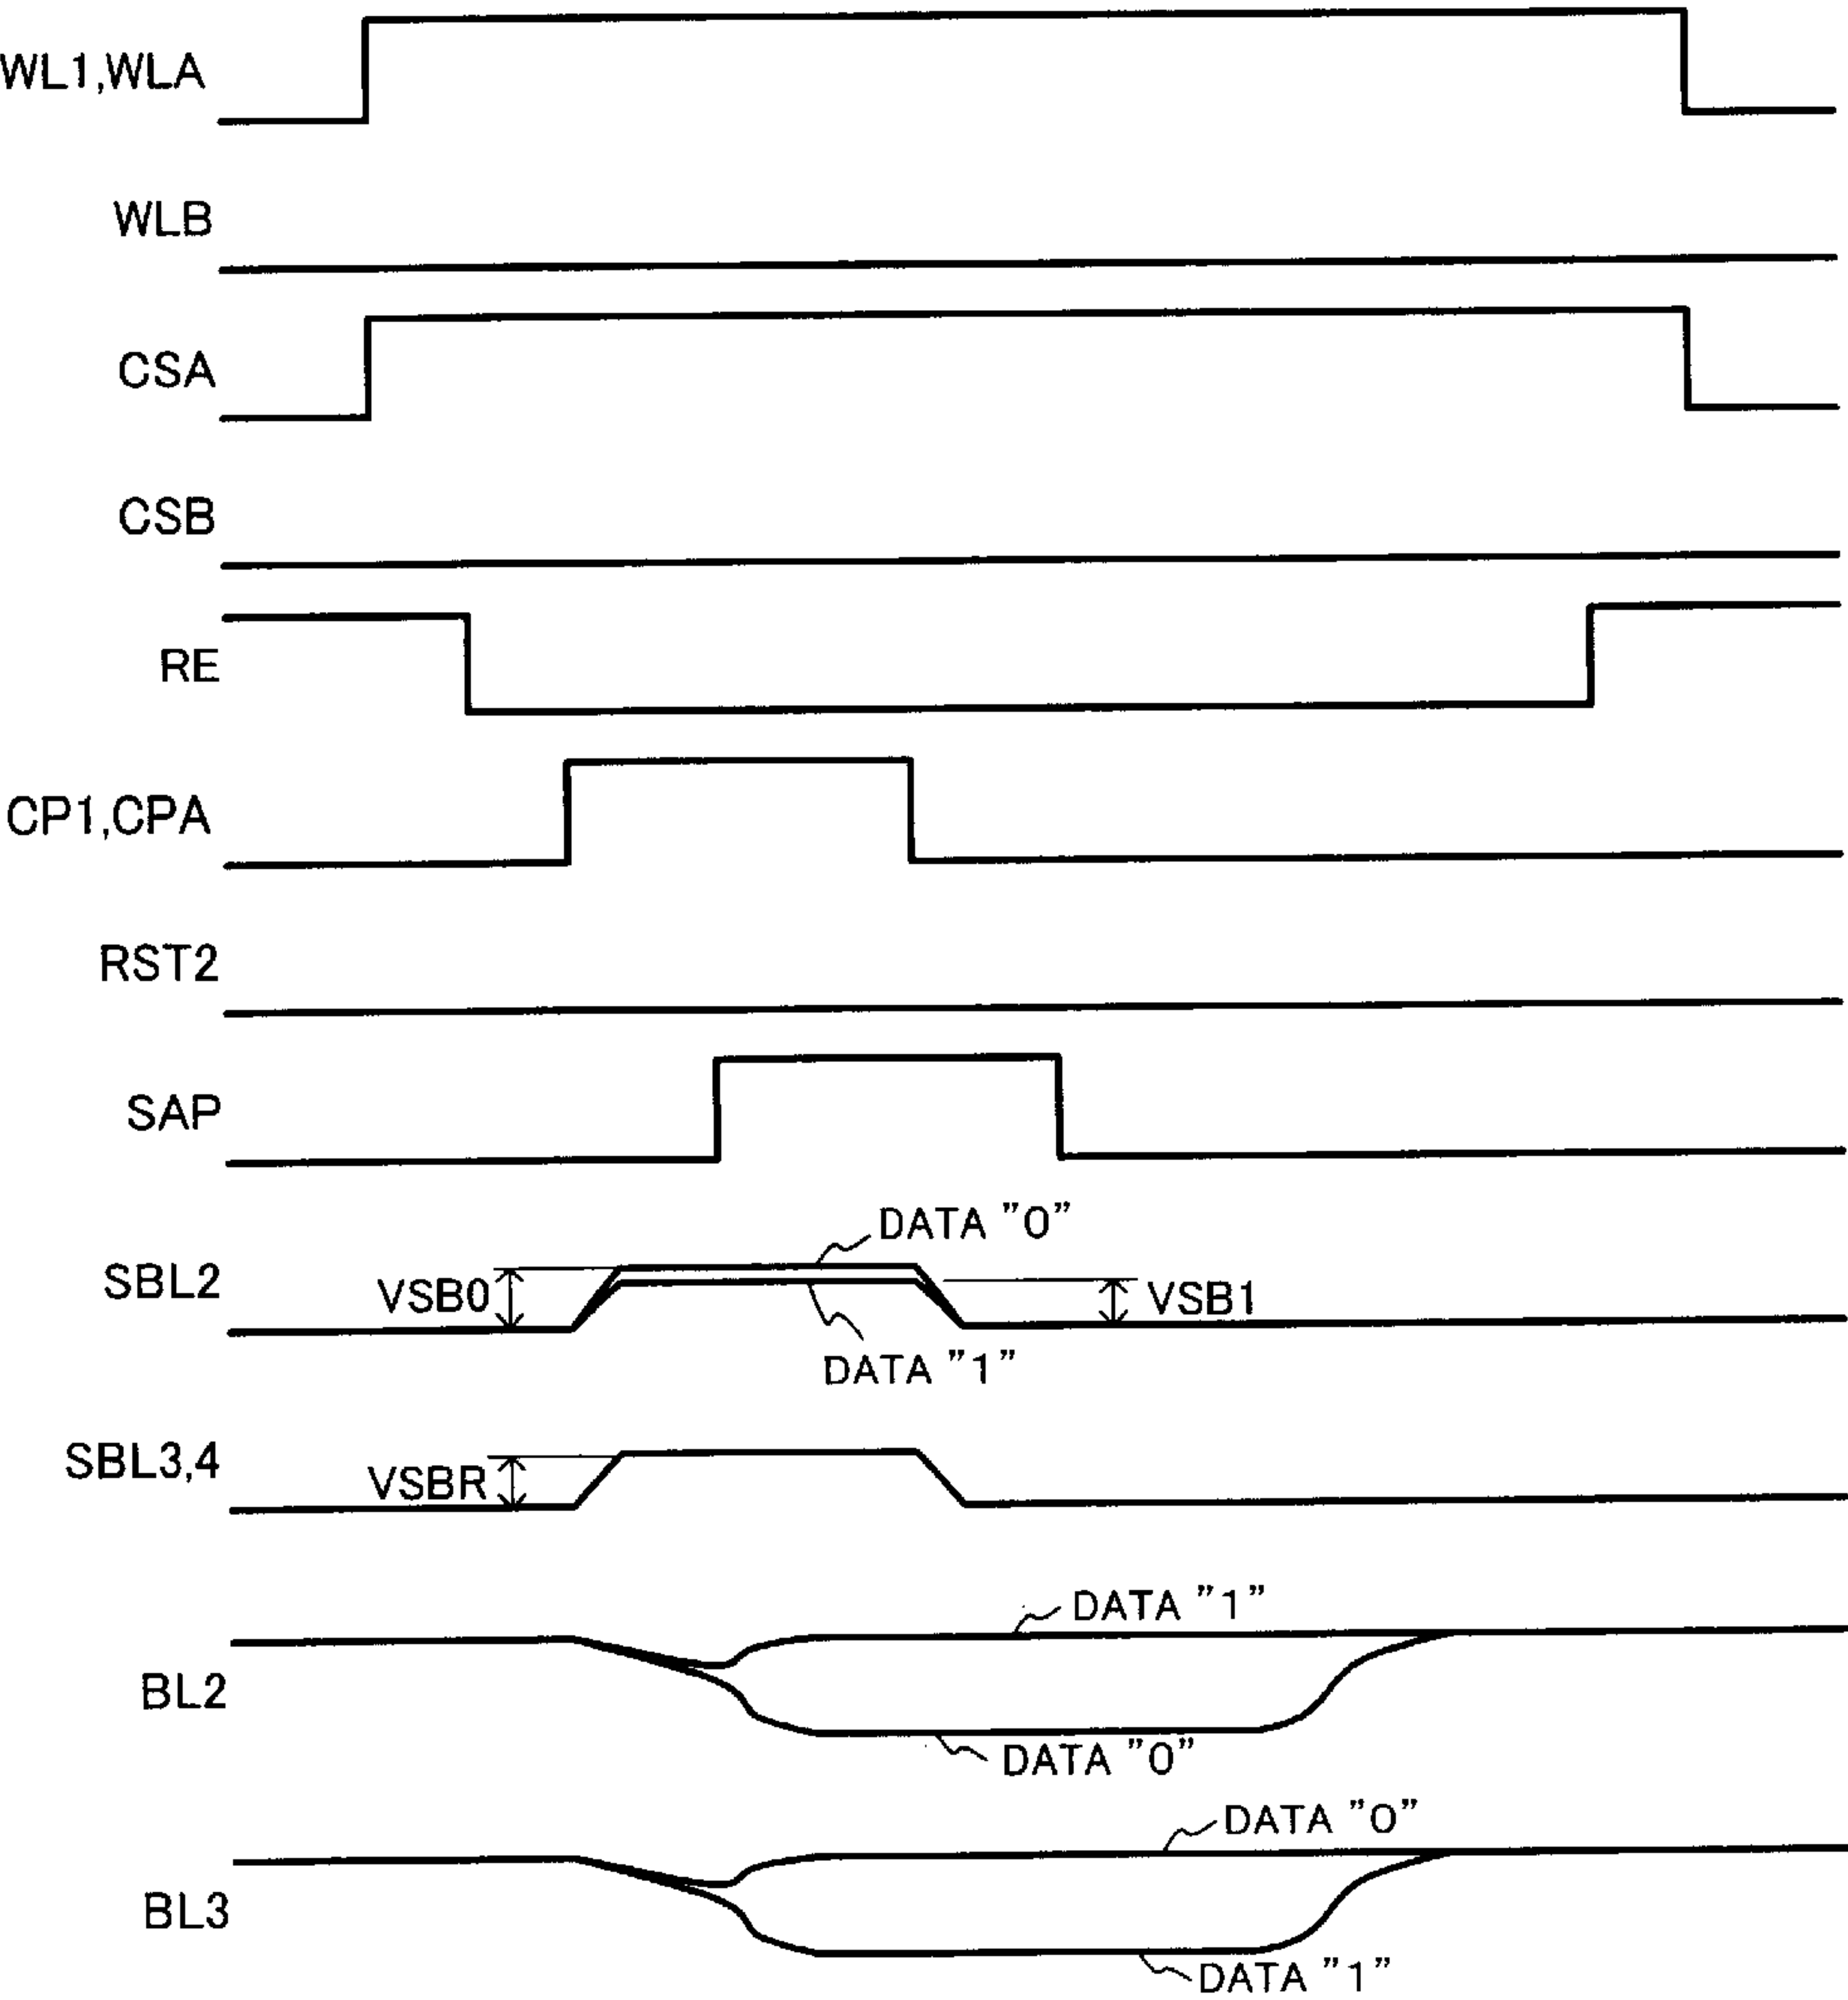 WL1,WLA
WLB
CSA
CSB
RE
CP1,CPA
RST2
SAP
DATA "0"
SBL2
VSB0
VSB1
DATA "1"
SBL3,4
VSBR
DATA "1"
BL2
DATA "0"
DATA "0"
BL3
DATA "1"